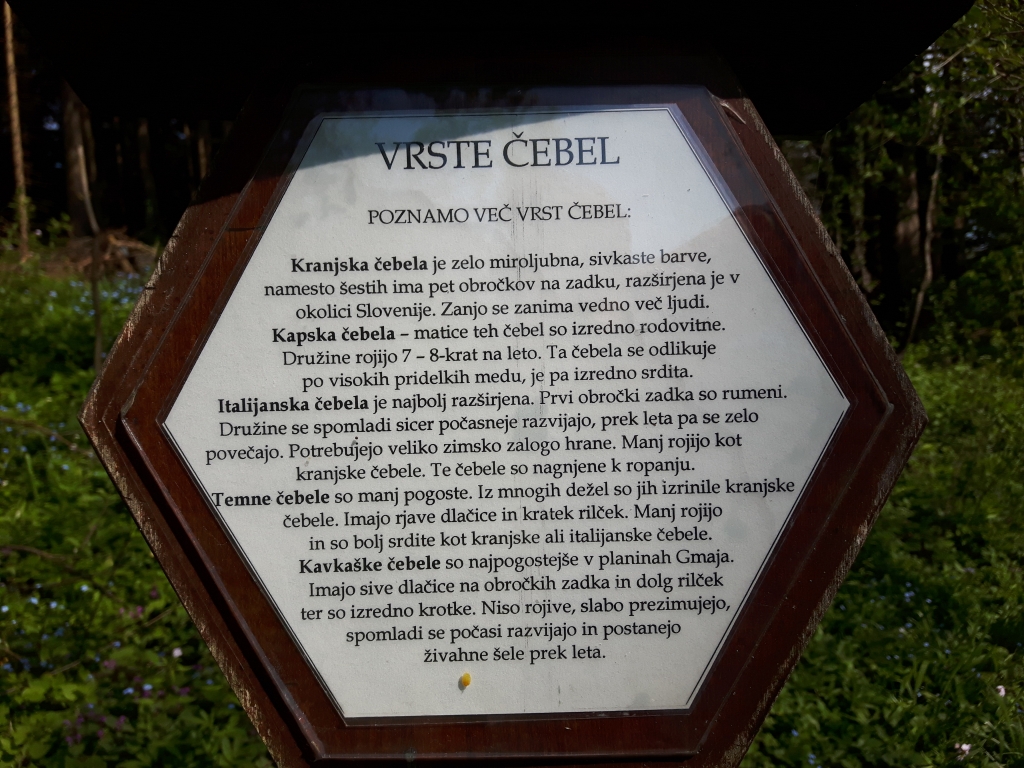 VRSTE ČEBEL
POZNAMO VEČ VRST ČEBEL:
Kranjska čebela je zelo miroljubna, sivkaste barve,
namesto šestih ima pet obročkov na zadku, razširjena je v
okolici Slovenije. Zanjo se zanima vedno več ljudi.
Kapska čebela – matice teh čebel so izredno rodovitne.
Družine rojijo 7 – 8-krat na leto. Ta čebela se odlikuje
po visokih pridelkih medu, je pa izredno srdita.
Italijanska čebela je najbolj razširjena. Prvi obročki zadka so rumeni.
Družine se spomladi sicer počasneje razvijajo, prek leta pa se zelo
povečajo. Potrebujejo veliko zimsko zalogo hrane. Manj rojijo kot
kranjske čebele. Te čebele so nagnjene k ropanju.
Temne čebele so manj pogoste. Iz mnogih dežel so jih izrinile kranjske
čebele. Imajo rjave dlačice in kratek rilček. Manj rojijo
in so bolj srdite kot kranjske ali italijanske čebele.
Kavkaške čebele so najpogostejše v planinah Gmaja.
Imajo sive dlačice na obročkih zadka in dolg rilček
ter so izredno krotke. Niso rojive, slabo prezimujejo,
spomladi se počasi razvijajo in postanejo
živahne šele prek leta.